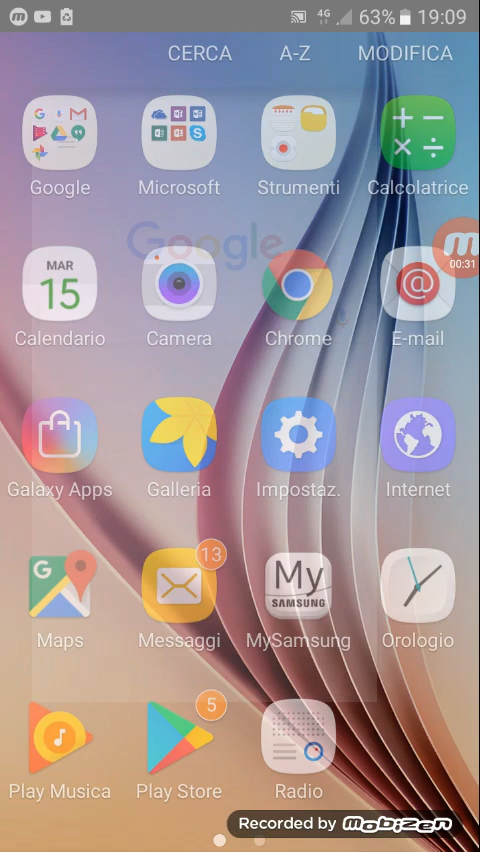 4G 63% 19:09
CERCA A-Z MODIFICA
Google Microsoft Strumenti Calcolatrice
Google
MAR
15
00:31
Calendario Camera Chrome E-mail
Galaxy Apps Galleria Impostaz. Internet
G
13
My
SAMSUNG
Maps Messaggi MySamsung Orologio
5
Play Musica Play Store Radio
Recorded by mobizen